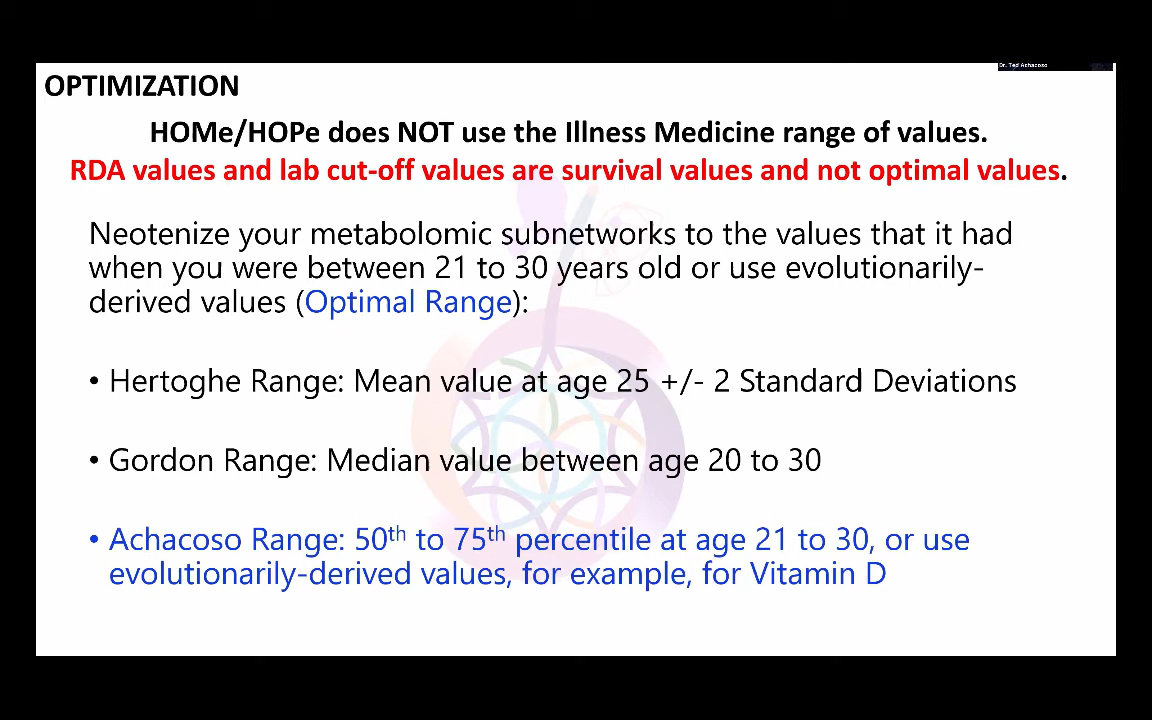 Dr. Ted Achacoso
OPTIMIZATION
HOMe/HOPe does NOT use the Illness Medicine range of values.
RDA values and lab cut-off values are survival values and not optimal values.
Neotenize your metabolomic subnetworks to the values that it had
when you were between 21 to 30 years old or use evolutionarily-
derived values (Optimal Range):
• Hertoghe Range: Mean value at age 25 +/- 2 Standard Deviations
• Gordon Range: Median value between age 20 to 30
• Achacoso Range: 50th to 75th percentile at age 21 to 30, or use
evolutionarily-derived values, for example, for Vitamin D